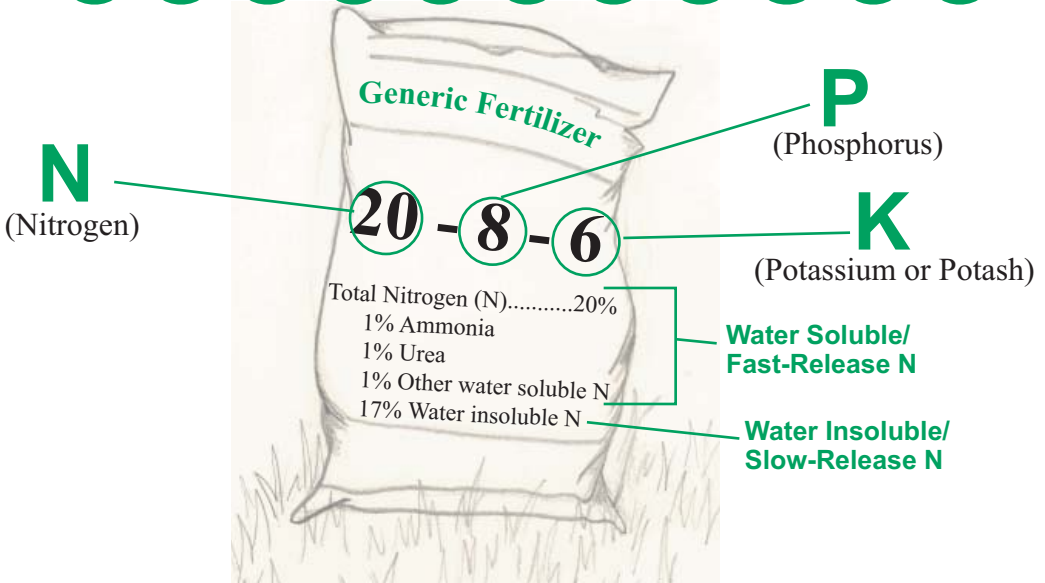 Generic Fertilizer
P
(Phosphorus)
N
(Nitrogen)
20 - 8 - 6
K
(Potassium or Potash)
Total Nitrogen (N)...........20%
1% Ammonia
1% Urea
1% Other water soluble N
17% Water insoluble N
Water Soluble/
Fast-Release N
Water Insoluble/
Slow-Release N